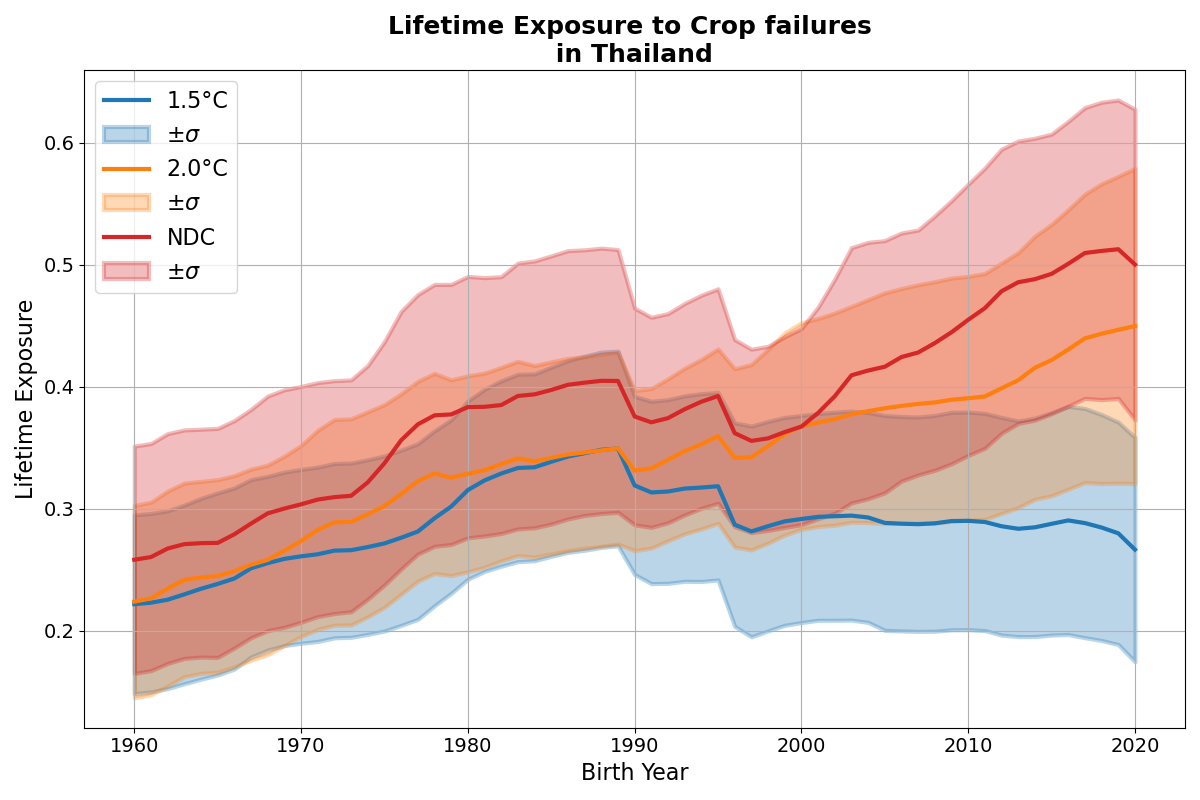 Lifetime Exposure to Crop failures
in Thailand
1.5°C
±σ
2.0°C
±σ
NDC
±σ
Lifetime Exposure
0.6
0.5
0.4
0.3
0.2
1960 1970 1980 1990 2000 2010 2020
Birth Year